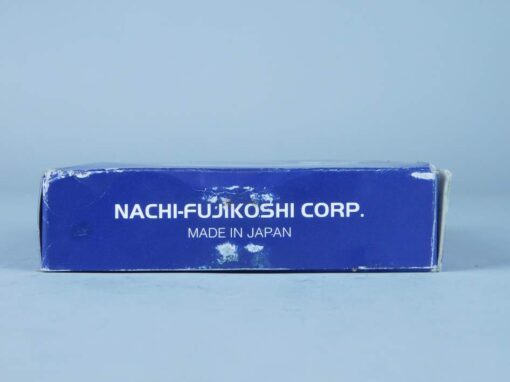 NACHI-FUJIKOSHI CORP.
MADE IN JAPAN